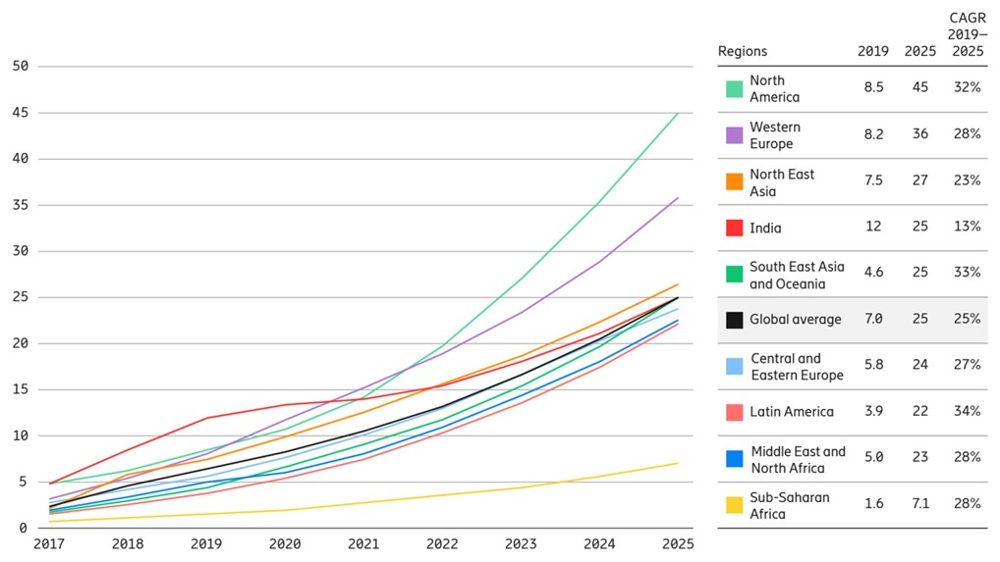 CAGR
2019–
Regions 2019 2025 2025
50
45
40
35
30
25
20
15
10
5
0
2017 2018 2019 2020 2021 2022 2023 2024 2025
North
America 8.5 45 32%
Western
Europe 8.2 36 28%
North East
Asia 7.5 27 23%
India 12 25 13%
South East Asia
and Oceania 4.6 25 33%
Global average 7.0 25 25%
Central and
Eastern Europe 5.8 24 27%
Latin America 3.9 22 34%
Middle East and
North Africa 5.0 23 28%
Sub-Saharan
Africa 1.6 7.1 28%